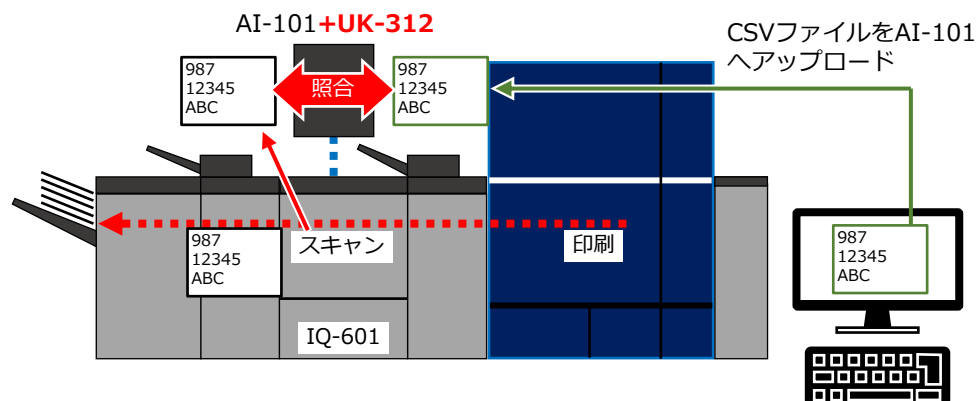 AI-101+UK-312
CSVファイルをAI-101
へアップロード
987
12345
ABC
照合
987
12345
ABC
987
12345
ABC
スキャン
印刷
987
12345
ABC
IQ-601